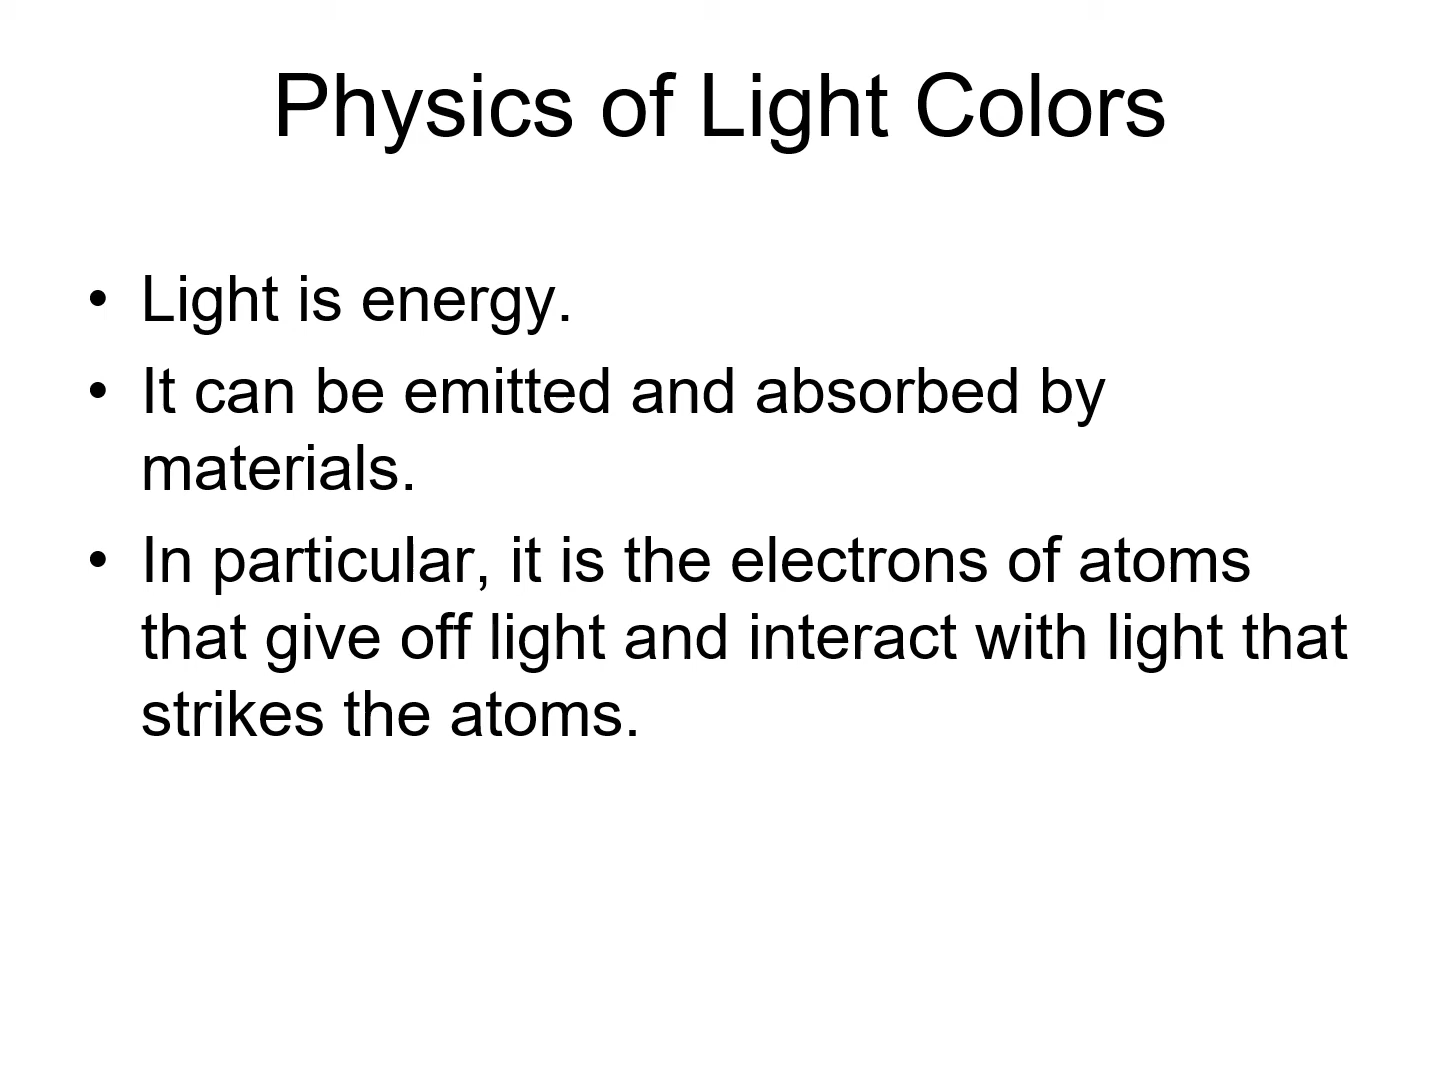 Physics of Light Colors
• Light is energy.
• It can be emitted and absorbed by
materials.
• In particular, it is the electrons of atoms
that give off light and interact with light that
strikes the atoms.